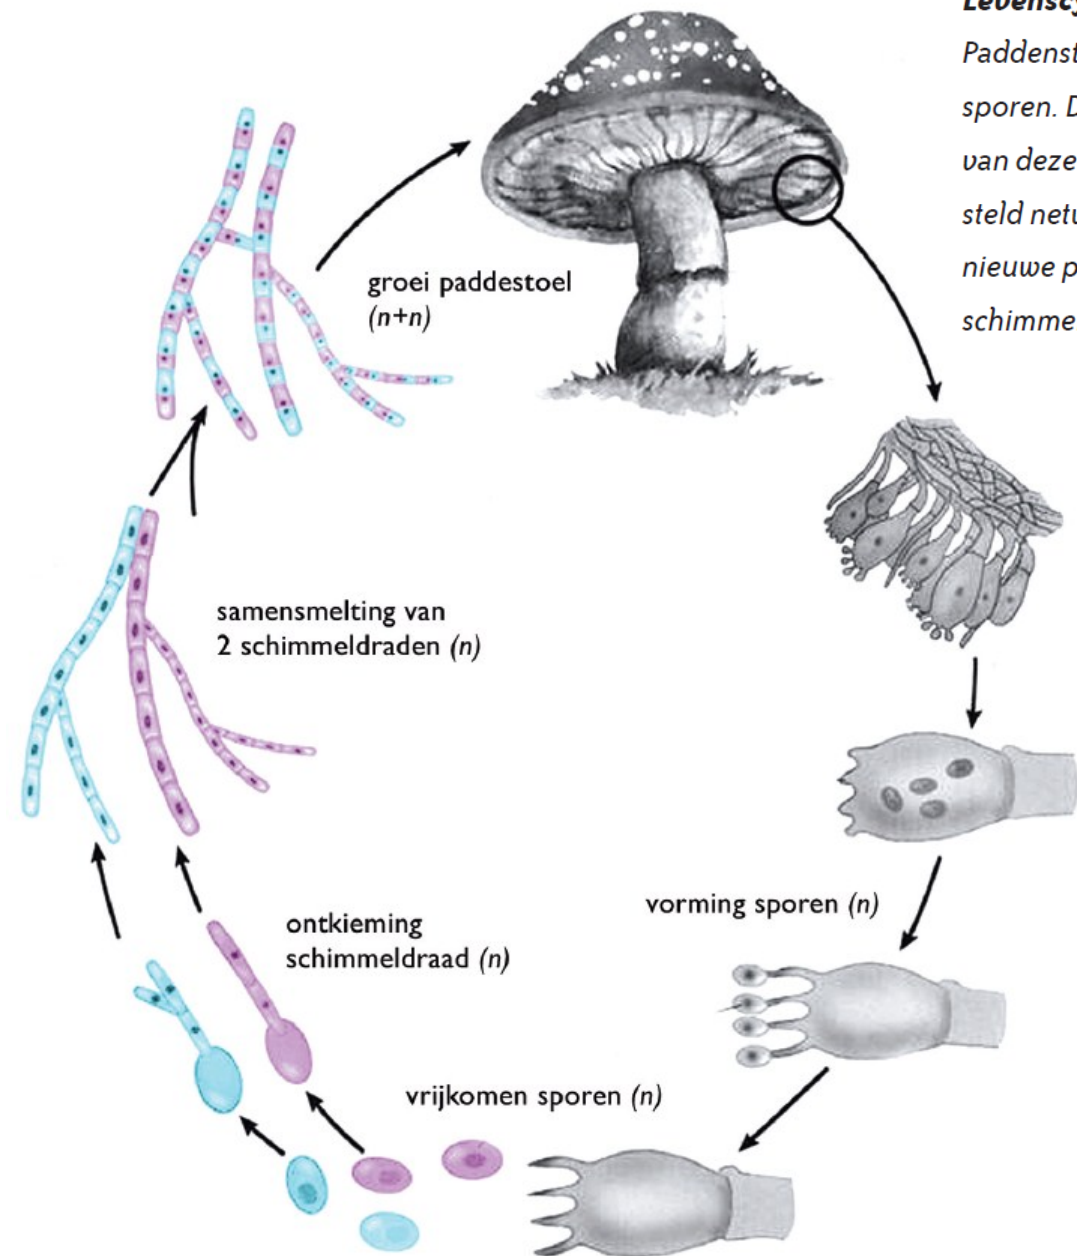 Paddenst
sporen. D
van deze
steld netu
nieuwe p
schimme
groei paddestoel
(n+n)
samensmelting van
2 schimmeldraden (n)
vorming sporen (n)
ontkieming
schimmeldraad (n)
vrijkomen sporen (n)